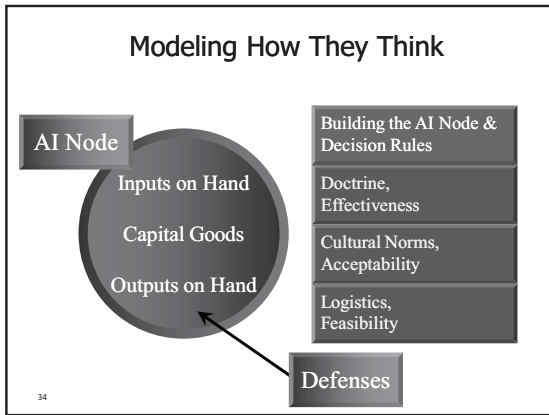 Modeling How They Think
AI Node
Inputs on Hand
Capital Goods
Outputs on Hand
Building the AI Node &
Decision Rules
Doctrine,
Effectiveness
Cultural Norms,
Acceptability
Logistics,
Feasibility
Defenses
34